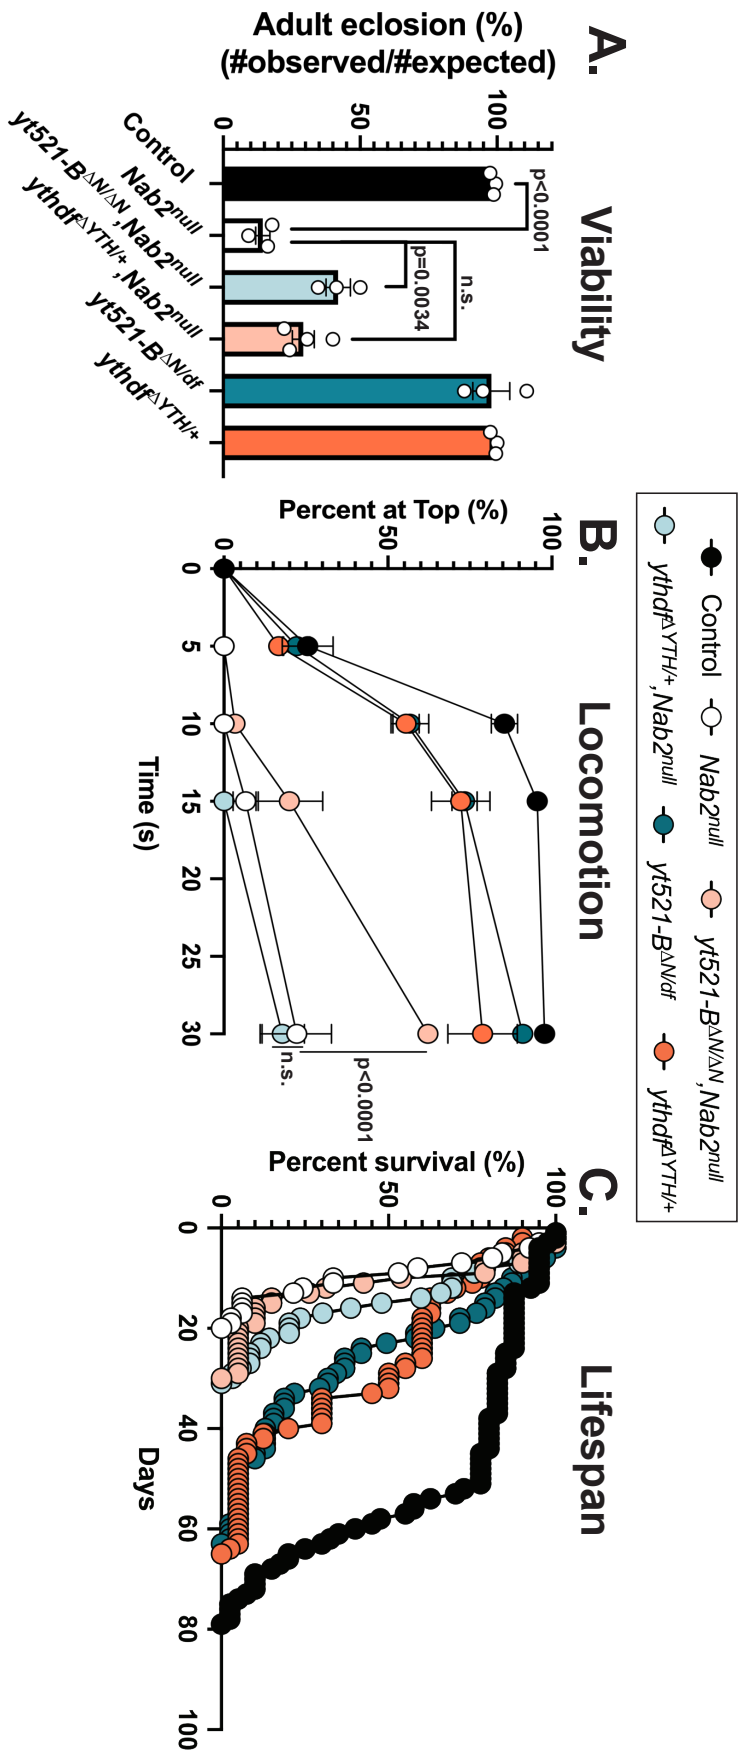 A.
Viability
Adult eclosion (%)
(#observed/#expected)
100
50
0
p<0.0001
n.s.
p=0.0034
Control
Nab2null
yt521-BΔN/ΔN,Nab2null
ythdfΔYTH/+,Nab2null
yt521-BΔN/df
ythdfΔYTH/+
Control Nab2null yt521-BΔN/ΔN,Nab2null
ythdfΔYTH/+,Nab2null yt521-BΔN/df ythdfΔYTH/+
B.
Locomotion
Percent at Top (%)
100
50
0
0 5 10 15 20 25 30
Time (s)
p<0.0001
n.s.
C.
Lifespan
Percent survival (%)
100
50
0
0 20 40 60 80 100
Days